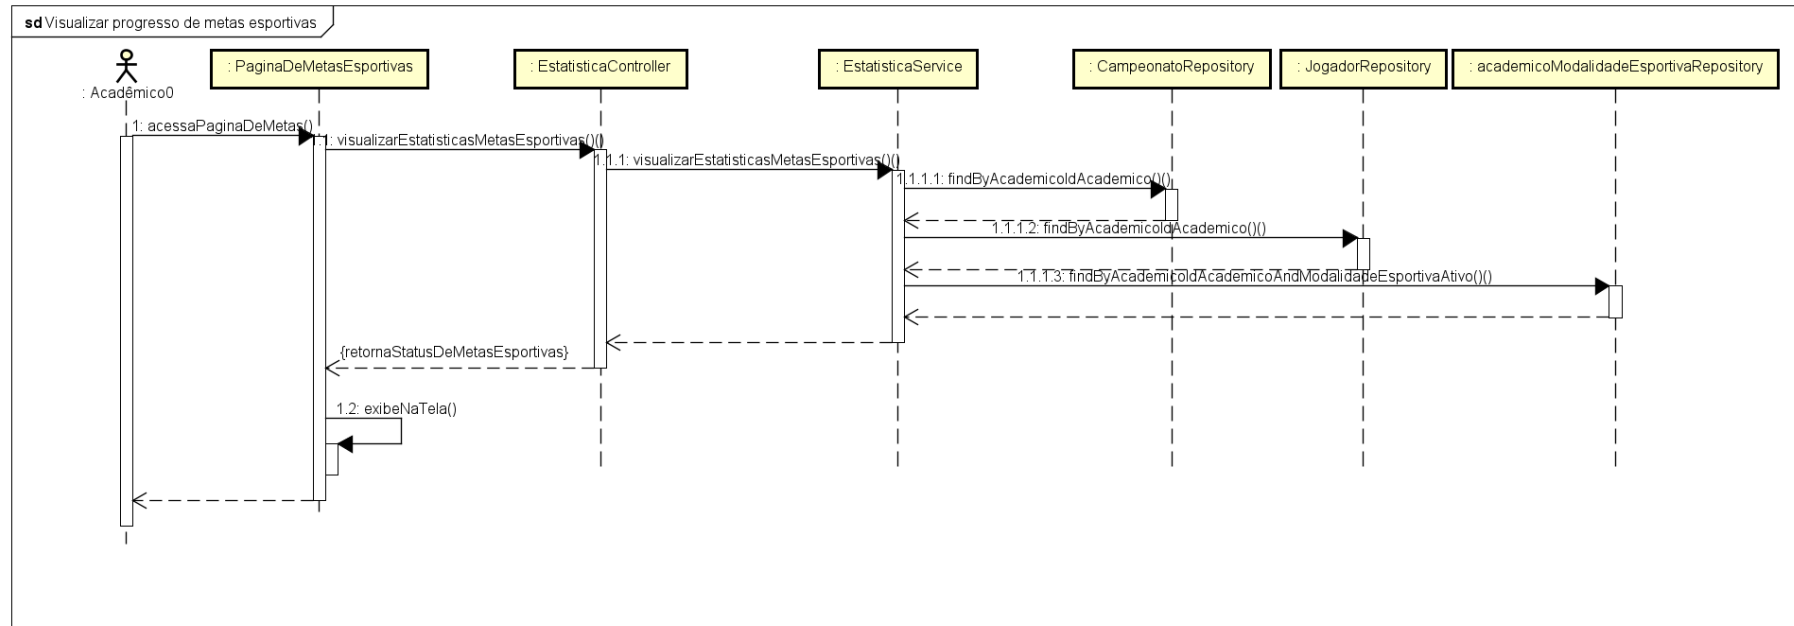 sd Visualizar progresso de metas esportivas
: Acadêmico0
: PaginaDeMetasEsportivas
: EstatisticaController
: EstatisticaService
: CampeonatoRepository
: JogadorRepository
: academicoModalidadeEsportivaRepository
1: acessaPaginaDeMetas()
1.1: visualizarEstatisticasMetasEsportivas()()
1.1.1: visualizarEstatisticasMetasEsportivas()()
1.1.1.1: findByAcademicoIdAcademico()()
1.1.1.2: findByAcademicoIdAcademico()()
1.1.1.3: findByAcademicoIdAcademicoAndModalidadeEsportivaAtivo()()
{retornaStatusDeMetasEsportivas}
1.2: exibeNaTela()